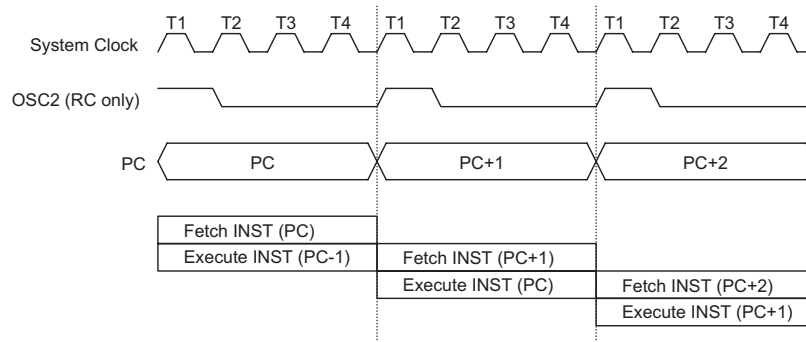 T1 T2 T3 T4 T1 T2 T3 T4 T1 T2 T3 T4
System Clock
OSC2 (RC only)
PC PC PC+1 PC+2
Fetch INST (PC)
Execute INST (PC-1) Fetch INST (PC+1)
Execute INST (PC) Fetch INST (PC+2)
Execute INST (PC+1)